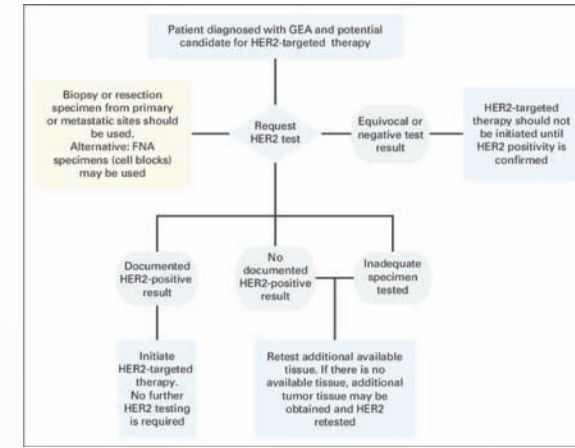 Patient diagnosed with GEA and potential
candidate for HER2-targeted therapy
Biopsy or resection
specimen from primary
or metastatic sites should
be used.
Alternative: FNA
specimens (cell blocks)
may be used
Request
HER2 test
Equivocal or
negative test
result
HER2-targeted
therapy should not
be initiated until
HER2 positivity is
confirmed
Documented
HER2-positive
result
No
documented
HER2-positive
result
Inadequate
specimen
tested
Initiate
HER2-targeted
therapy.
No further
HER2 testing
is required
Retest additional available
tissue. If there is no
available tissue, additional
tumor tissue may be
obtained and HER2
retested